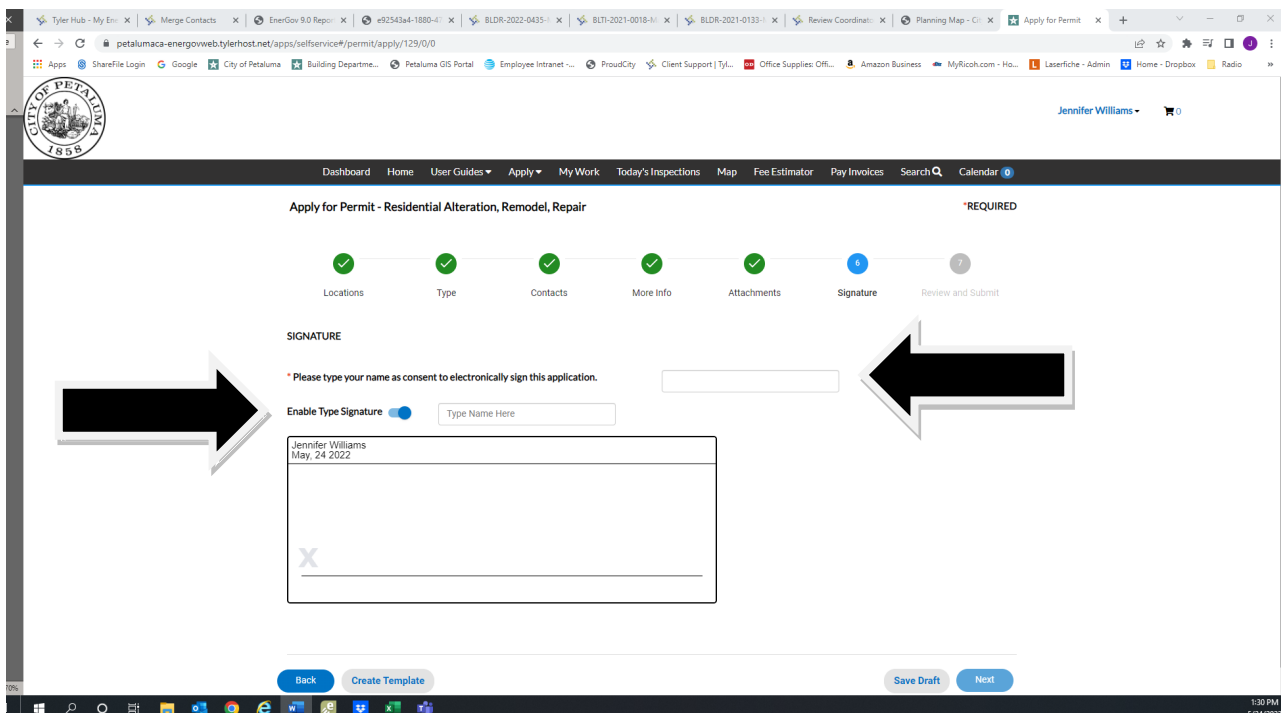 Tyler Hub - My Ene
Merge Contacts
EnerGov 9.0 Repor
e92543a4-1880-43
BLDR-2022-0435-
BLTI-2021-0018-M
BLDR-2021-0133-
Review Coordinato
Planning Map - Cit
Apply for Permit
petalumaca-energovweb.tylerhost.net/apps/selfservice#/permit/apply/129/0/0
J
Apps ShareFile Login Google City of Petaluma Building Departme... Petaluma GIS Portal Employee Intranet -... ProudCity Client Support | Tyl... Office Supplies: Offi... Amazon Business MyRicoh.com - Ho... Laserfiche - Admin Home - Dropbox Radio »
CITY OF PETALUMA
1858
Jennifer Williams
0
Dashboard Home User Guides Apply My Work Today's Inspections Map Fee Estimator Pay Invoices Search Calendar 0
Apply for Permit - Residential Alteration, Remodel, Repair
*REQUIRED
6
7
Locations Type Contacts More Info Attachments Signature Review and Submit
SIGNATURE
* Please type your name as consent to electronically sign this application.
Enable Type Signature
Type Name Here
Jennifer Williams
May, 24 2022
X
Back Create Template Save Draft Next
70%
1:30 PM